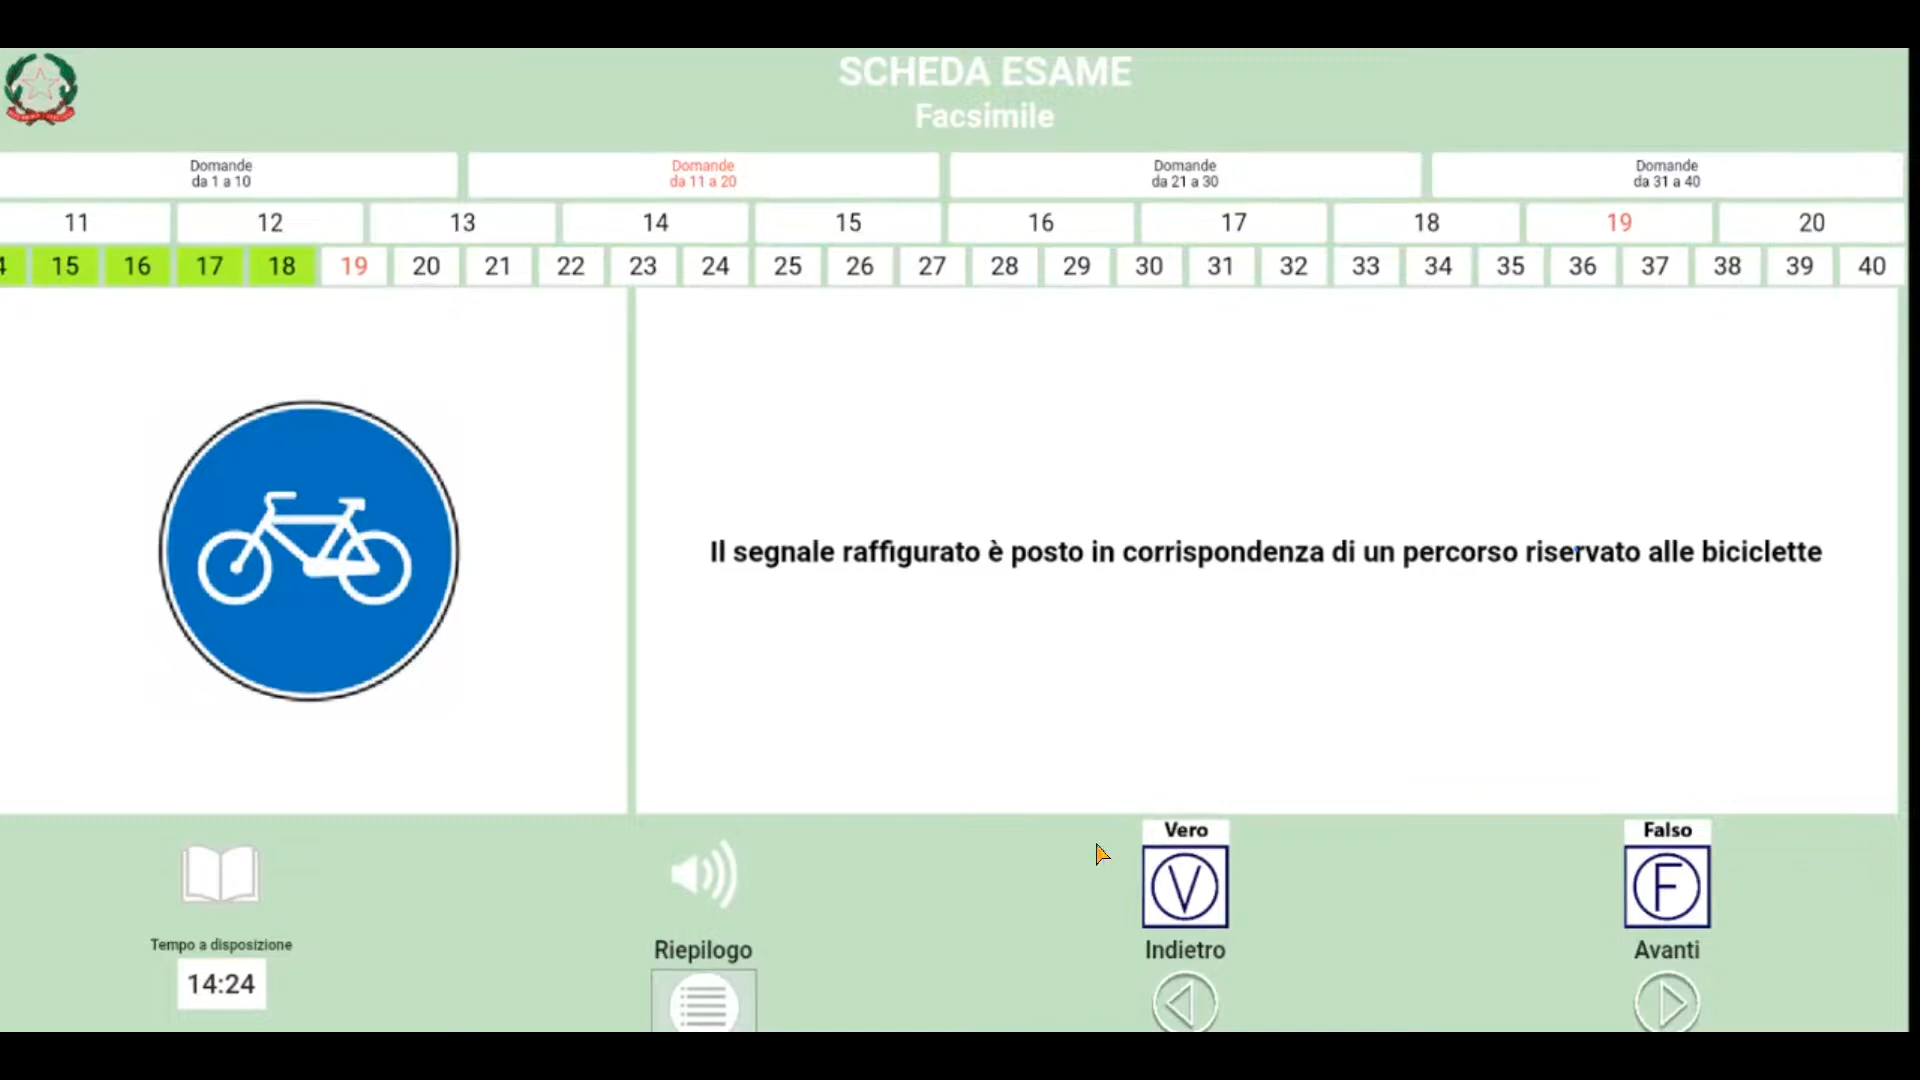 SCHEDA ESAME
Facsimile
Domande
da 1 a 10
Domande
da 11 a 20
Domande
da 21 a 30
Domande
da 31 a 40
11 12 13 14 15 16 17 18 19 20
4 15 16 17 18 19 20 21 22 23 24 25 26 27 28 29 30 31 32 33 34 35 36 37 38 39 40
Il segnale raffigurato è posto in corrispondenza di un percorso riservato alle biciclette
Vero
V
Falso
F
Tempo a disposizione
14:24
Riepilogo
Indietro
Avanti